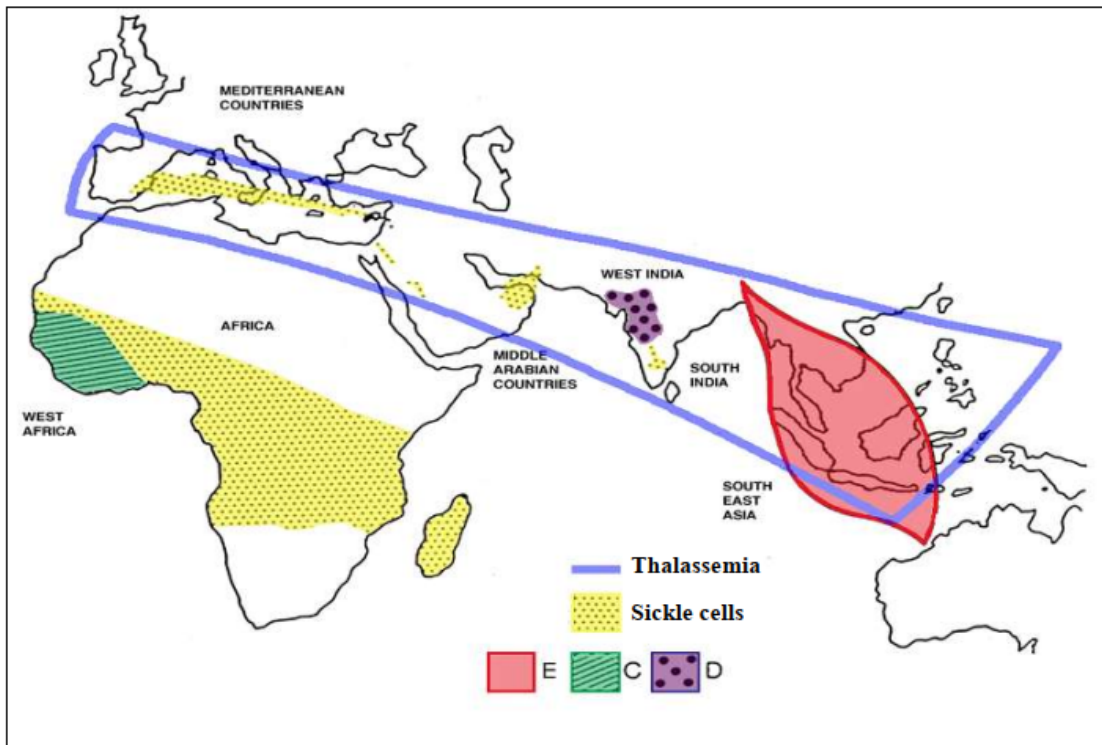 MEDITERRANEAN
COUNTRIES
WEST INDIA
AFRICA
MIDDLE
ARABIAN
COUNTRIES
SOUTH
INDIA
WEST
AFRICA
SOUTH
EAST
ASIA
Thalassemia
Sickle cells
E
C
D